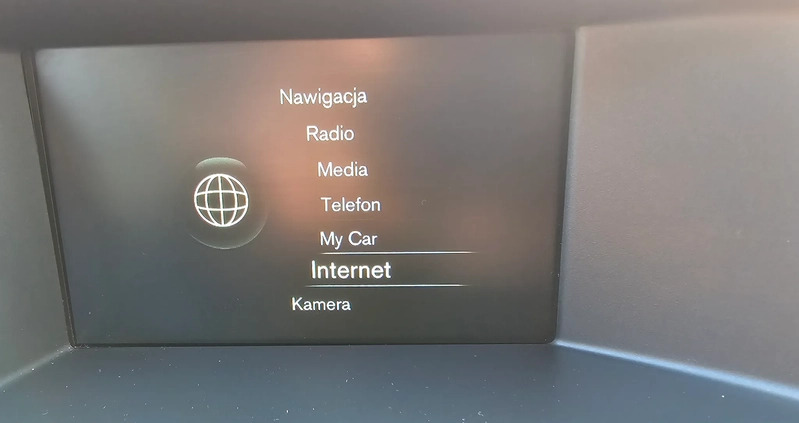 Nawigacja
Radio
Media
Telefon
My Car
Internet
Kamera